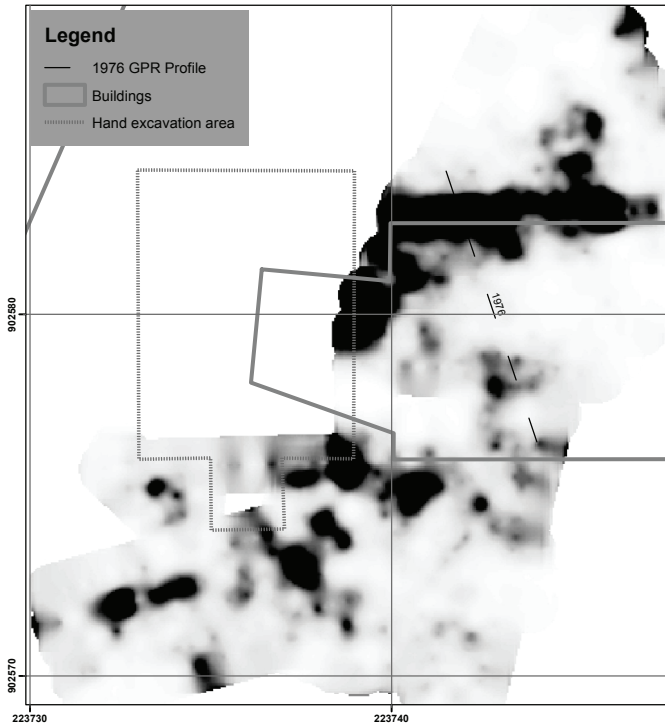 Legend
1976 GPR Profile
Buildings
Hand excavation area
902580
1976
902570
223730
223740